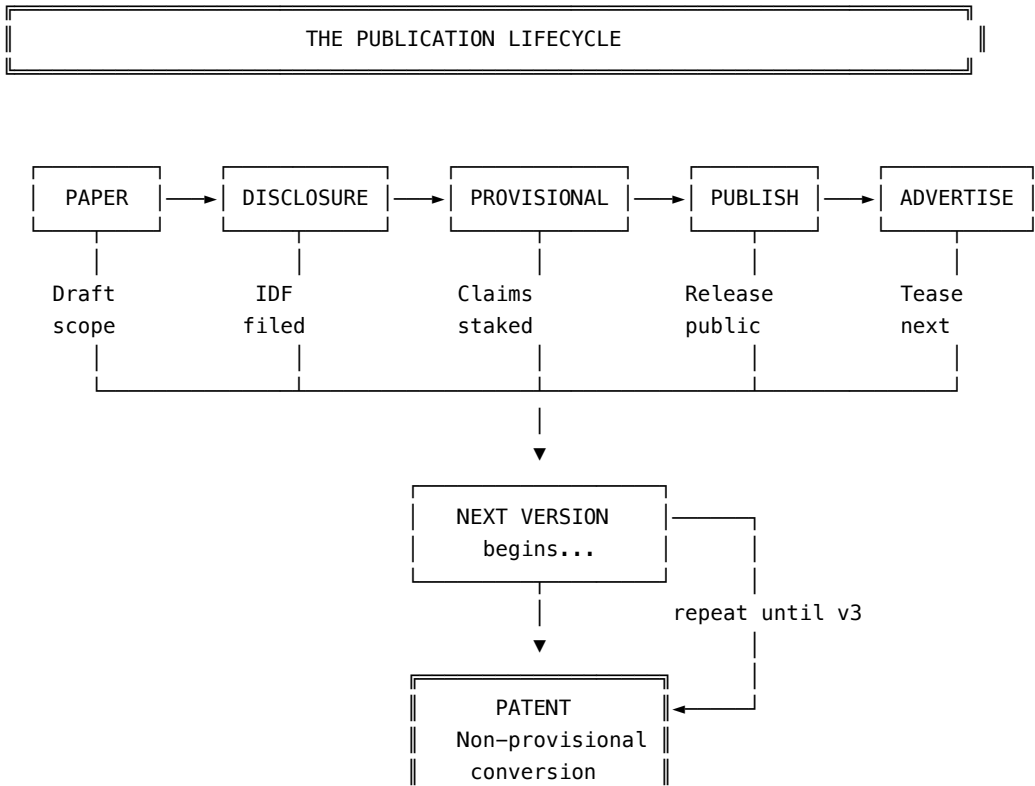 THE PUBLICATION LIFECYCLE
PAPER
DISCLOSURE
PROVISIONAL
PUBLISH
ADVERTISE
Draft
scope
IDF
filed
Claims
staked
Release
public
Tease
next
NEXT VERSION
begins...
repeat until v3
PATENT
Non-provisional
conversion